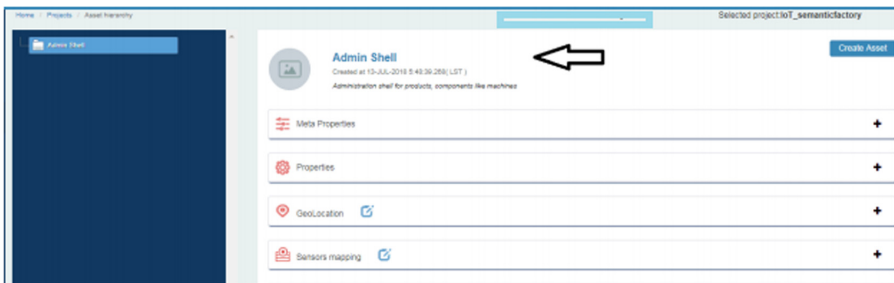 Home / Projects / Asset hierarchy
Selected project:IoT_semanticfactory
Admin Shell
Admin Shell
Create Asset
Created at 13-JUL-2018 5:48:39.268( LST )
Administration shell for products, components like machines
Meta Properties
Properties
GeoLocation
Sensors mapping